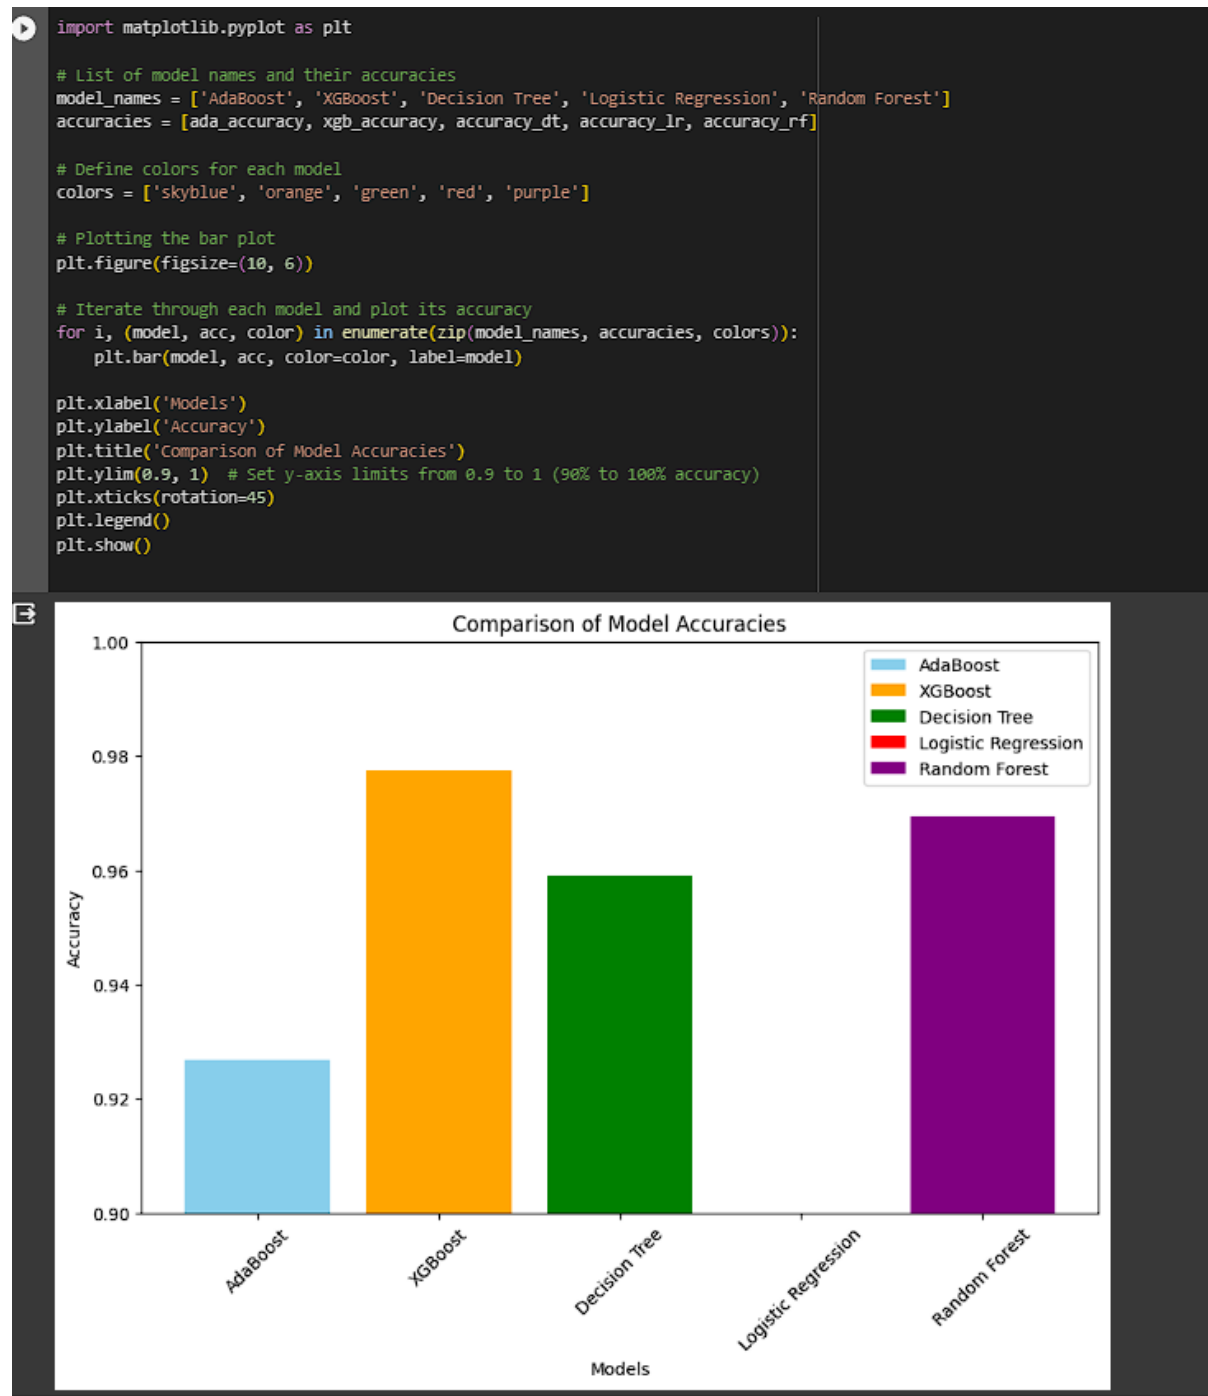 import matplotlib.pyplot as plt
# List of model names and their accuracies
model_names = ['AdaBoost', 'XGBoost', 'Decision Tree', 'Logistic Regression', 'Random Forest']
accuracies = [ada_accuracy, xgb_accuracy, accuracy_dt, accuracy_lr, accuracy_rf]
# Define colors for each model
colors = ['skyblue', 'orange', 'green', 'red', 'purple']
# Plotting the bar plot
plt.figure(figsize=(10, 6))
# Iterate through each model and plot its accuracy
for i, (model, acc, color) in enumerate(zip(model_names, accuracies, colors)):
    plt.bar(model, acc, color=color, label=model)
plt.xlabel('Models')
plt.ylabel('Accuracy')
plt.title('Comparison of Model Accuracies')
plt.ylim(0.9, 1)  # Set y-axis limits from 0.9 to 1 (90% to 100% accuracy)
plt.xticks(rotation=45)
plt.legend()
plt.show()
Comparison of Model Accuracies
1.00
0.98
0.96
0.94
0.92
0.90
Accuracy
AdaBoost
XGBoost
Decision Tree
Logistic Regression
Random Forest
AdaBoost
XGBoost
Decision Tree
Logistic Regression
Random Forest
Models